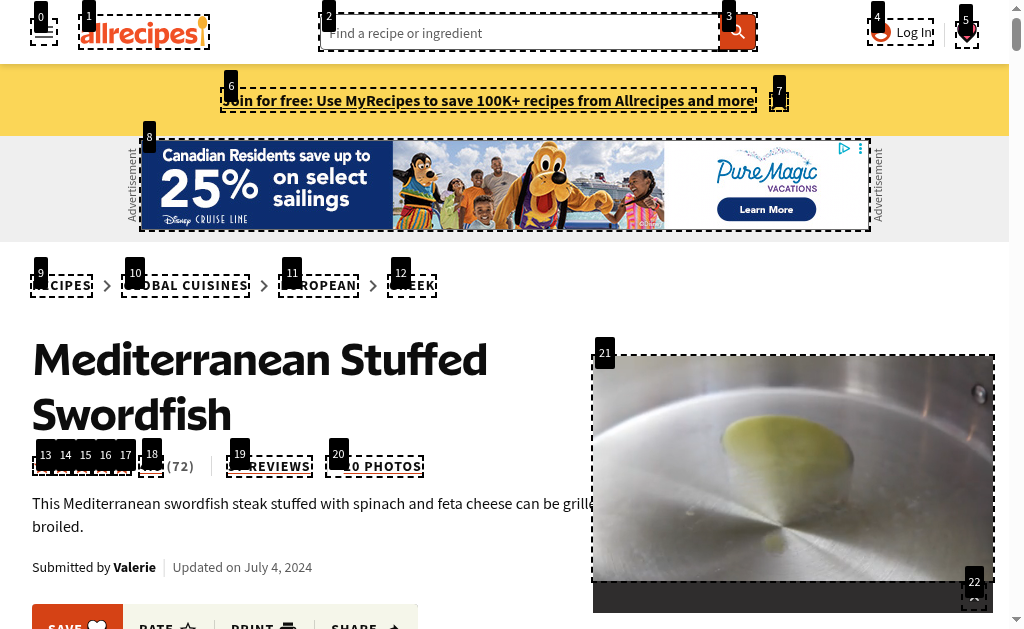 0
1
2
3
4
5
allrecipes
Find a recipe or ingredient
Log In
6
7
Join for free: Use MyRecipes to save 100K+ recipes from Allrecipes and more
8
Advertisement
Canadian Residents save up to
25% on select
sailings
Disney CRUISE LINE
PURE MAGIC
VACATIONS
Learn More
Advertisement
9
10
11
12
RECIPES
GLOBAL CUISINES
EUROPEAN
GREEK
Mediterranean Stuffed
Swordfish
21
13
14
15
16
17
18
19
20
(72)
REVIEWS
20 PHOTOS
This Mediterranean swordfish steak stuffed with spinach and feta cheese can be grille
broiled.
Submitted by Valerie
Updated on July 4, 2024
22
SAVE
RATE
PRINT
SHARE